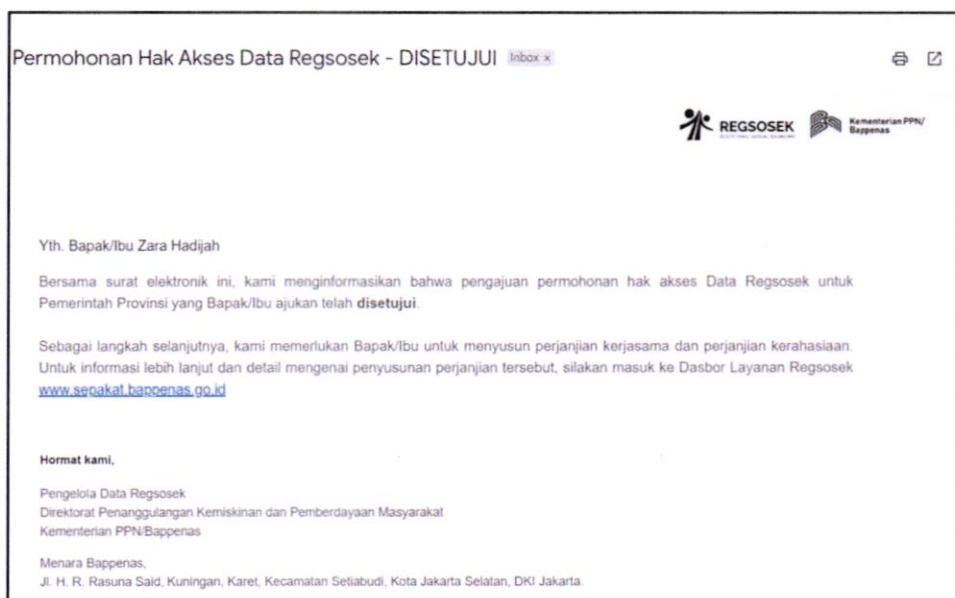 Permohonan Hak Akses Data Regsosek - DISETUJUI Inbox x
REGSOSEK
Kementerian PPN/
Bappenas
Yth. Bapak/Ibu Zara Hadijah
Bersama surat elektronik ini, kami menginformasikan bahwa pengajuan permohonan hak akses Data Regsosek untuk
Pemerintah Provinsi yang Bapak/Ibu ajukan telah disetujui.
Sebagai langkah selanjutnya, kami memerlukan Bapak/Ibu untuk menyusun perjanjian kerjasama dan perjanjian kerahasiaan.
Untuk informasi lebih lanjut dan detail mengenai penyusunan perjanjian tersebut, silakan masuk ke Dasbor Layanan Regsosek
www.sepakat.bappenas.go.id
Hormat kami,
Pengelola Data Regsosek
Direktorat Penanggulangan Kemiskinan dan Pemberdayaan Masyarakat
Kementerian PPN/Bappenas
Menara Bappenas,
Jl. H. R. Rasuna Said, Kuningan, Karet, Kecamatan Setiabudi, Kota Jakarta Selatan, DKI Jakarta.